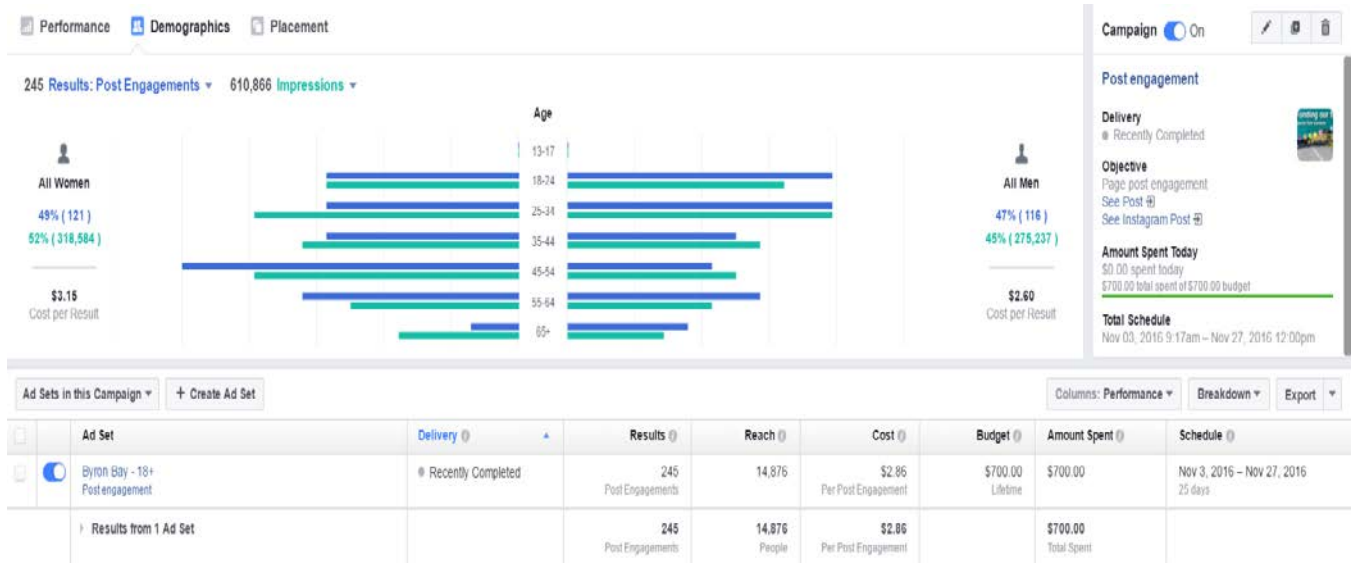 Performance Demographics Placement
245 Results: Post Engagements 610,866 Impressions
Age
13-17
18-24
25-34
35-44
45-54
55-64
65+
All Women
49% ( 121 )
52% ( 318,584 )
$3.15
Cost per Result
All Men
47% ( 116 )
45% ( 275,237 )
$2.60
Cost per Result
Campaign On
Post engagement
Delivery
Recently Completed
Objective
Page post engagement
See Post
See Instagram Post
Amount Spent Today
$0.00 spent today
$700.00 total spent of $700.00 budget
Total Schedule
Nov 03, 2016 9:17am – Nov 27, 2016 12:00pm
Ad Sets in this Campaign + Create Ad Set Columns: Performance Breakdown Export
Ad Set Delivery Results Reach Cost Budget Amount Spent Schedule
Byron Bay - 18+ Recently Completed 245 14,876 $2.86 $700.00 $700.00 Nov 3, 2016 – Nov 27, 2016
Post engagement Post Engagements Per Post Engagement Lifetime 25 days
Results from 1 Ad Set 245 14,876 $2.86 $700.00
Post Engagements People Per Post Engagement Total Spent